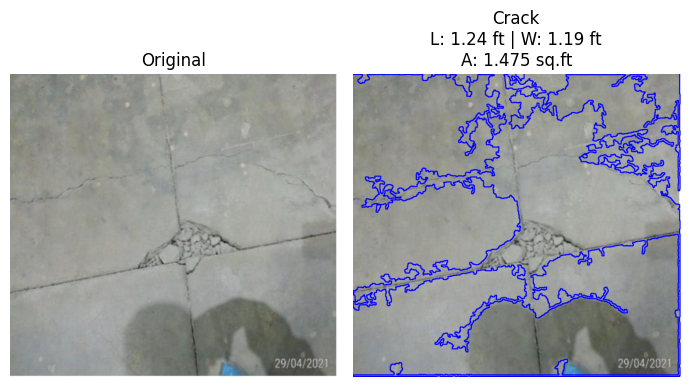 Original
Crack
L: 1.24 ft | W: 1.19 ft
A: 1.475 sq.ft
29/04/2021
29/04/2021